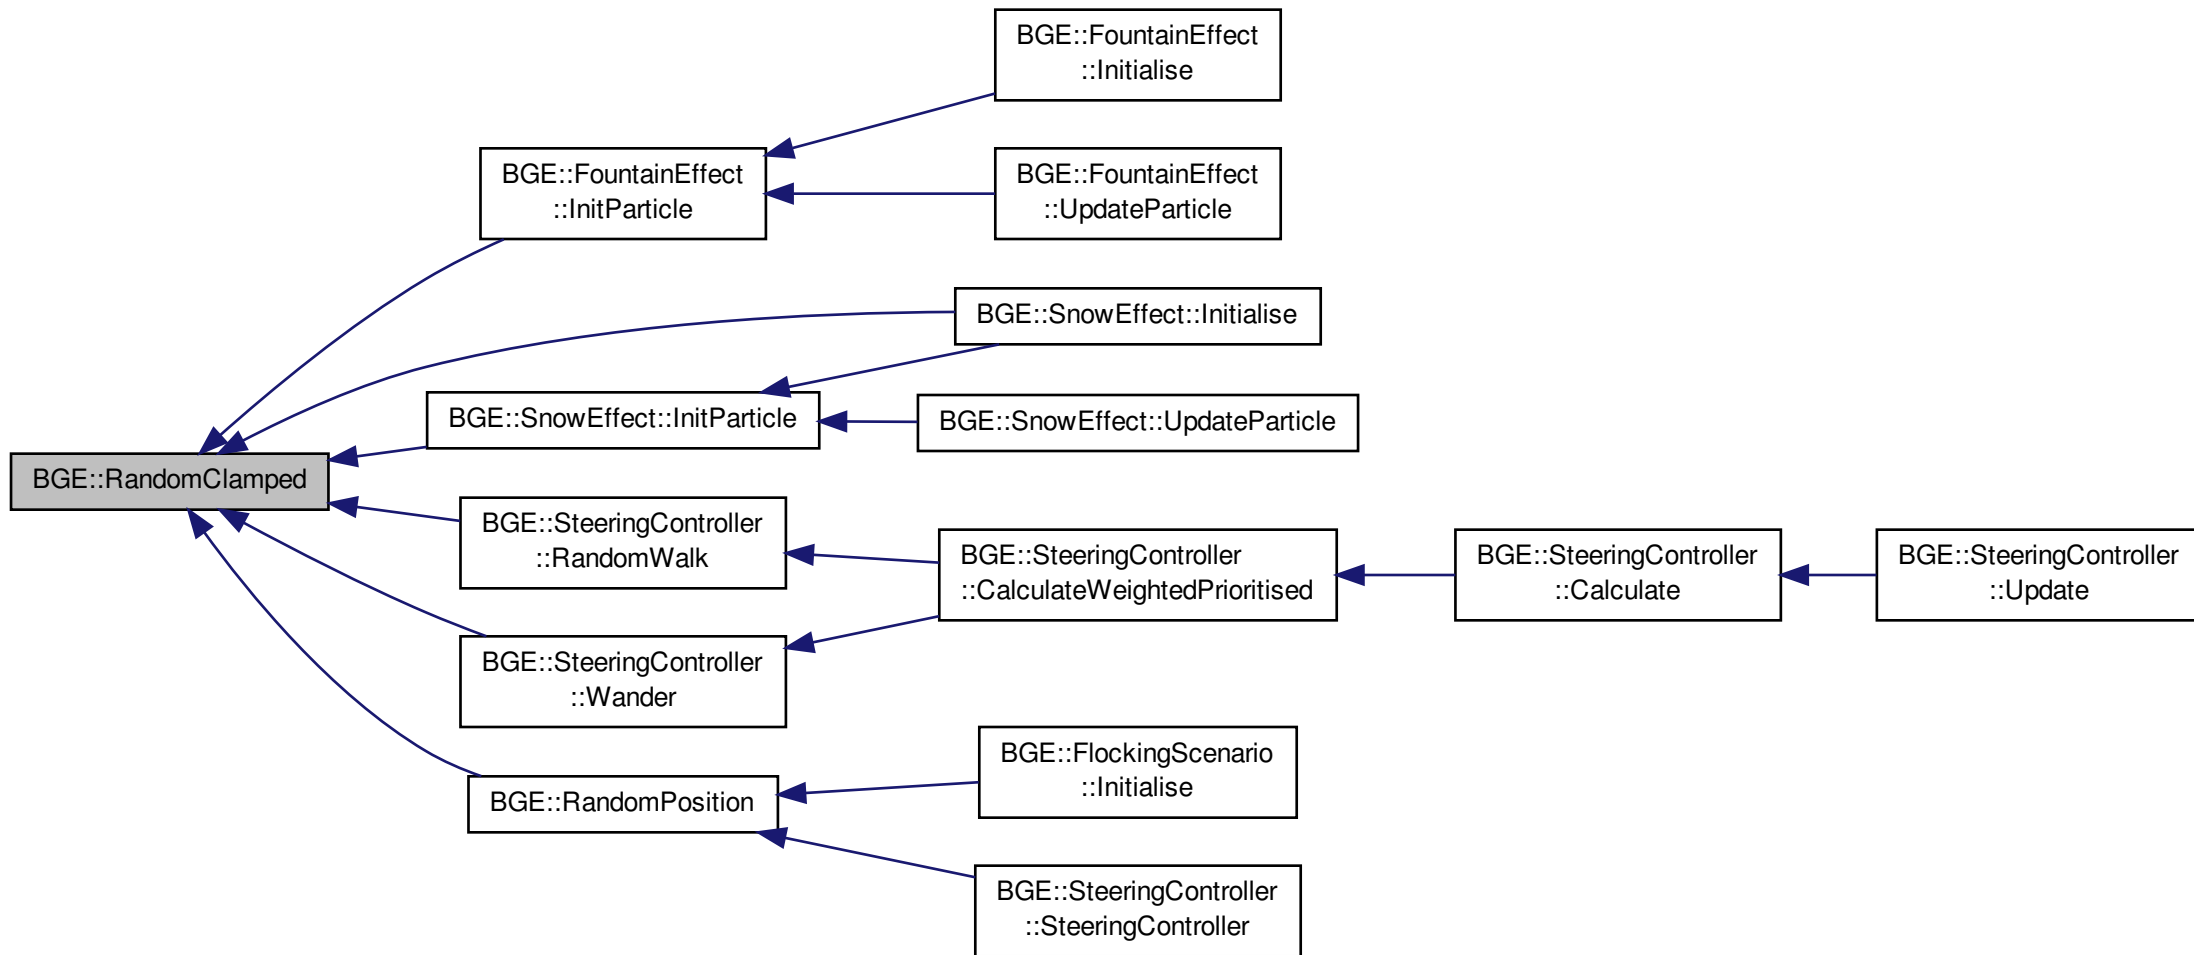 BGE::FountainEffect
::Initialise
BGE::FountainEffect
::InitParticle
BGE::FountainEffect
::UpdateParticle
BGE::SnowEffect::Initialise
BGE::SnowEffect::InitParticle
BGE::SnowEffect::UpdateParticle
BGE::RandomClamped
BGE::SteeringController
::RandomWalk
BGE::SteeringController
::CalculateWeightedPrioritised
BGE::SteeringController
::Calculate
BGE::SteeringController
::Update
BGE::SteeringController
::Wander
BGE::FlockingScenario
::Initialise
BGE::RandomPosition
BGE::SteeringController
::SteeringController